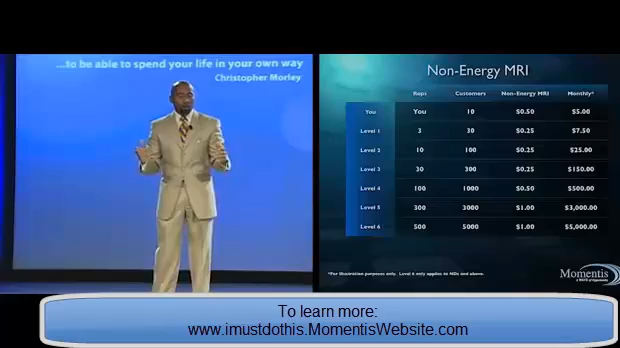 ...to be able to spend your life in your own way
Christopher Morley
Non-Energy MRI
Reps Customers Non-Energy MRI Monthly*
You You 10 $0.50 $5.00
Level 1 3 30 $0.25 $7.50
Level 2 10 100 $0.25 $25.00
Level 3 30 300 $0.25 $150.00
Level 4 100 1000 $0.50 $500.00
Level 5 300 3000 $1.00 $3,000.00
Level 6 500 5000 $1.00 $5,000.00
*For illustration purposes only. Level 6 only applies to MDs and above.
Momentis
To learn more:
www.imustdothis.MomentisWebsite.com